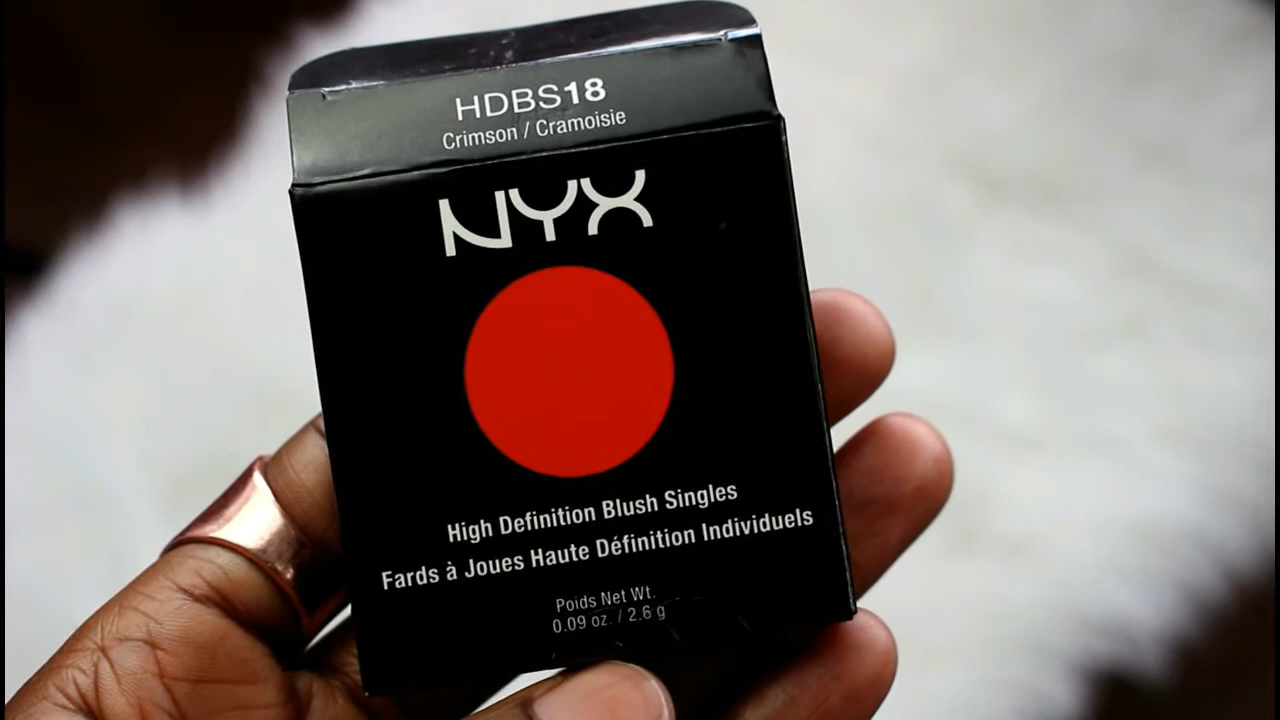 HDBS18
Crimson / Cramoisie
NYX
High Definition Blush Singles
Fards à Joues Haute Définition Individuels
Poids Net Wt.
0.09 oz. / 2.6 g